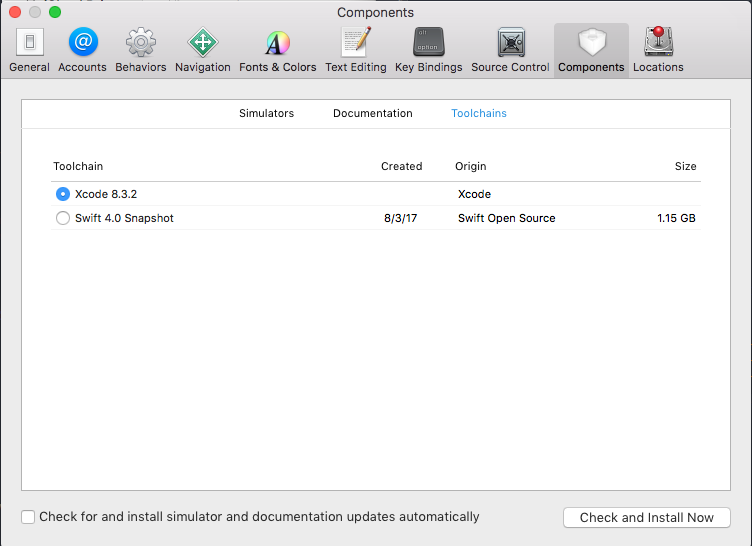 Components
General Accounts Behaviors Navigation Fonts & Colors Text Editing Key Bindings Source Control Components Locations
Simulators Documentation Toolchains
Toolchain Created Origin Size
Xcode 8.3.2 Xcode
Swift 4.0 Snapshot 8/3/17 Swift Open Source 1.15 GB
Check for and install simulator and documentation updates automatically Check and Install Now